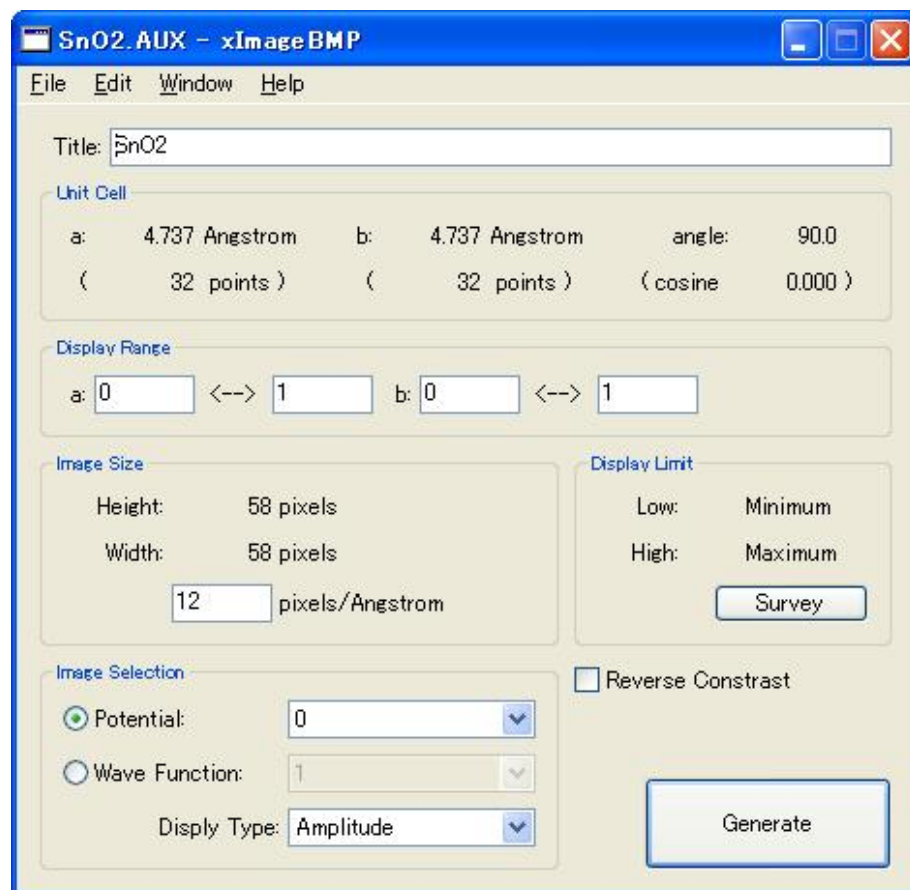 SnO2.AUX - xImageBMP
File Edit Window Help
Title: SnO2
Unit Cell
a: 4.737 Angstrom b: 4.737 Angstrom angle: 90.0
( 32 points ) ( 32 points ) ( cosine 0.000 )
Display Range
a: 0 <--> 1 b: 0 <--> 1
Image Size
Height: 58 pixels
Width: 58 pixels
12 pixels/Angstrom
Display Limit
Low: Minimum
High: Maximum
Survey
Image Selection
Potential: 0
Wave Function: 1
Disply Type: Amplitude
Reverse Constrast
Generate